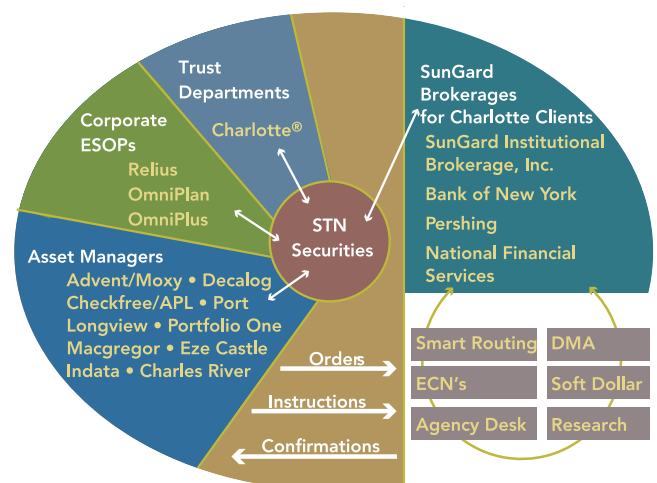 Trust
Departments
Charlotte®
Corporate
ESOPs
Relius
OmniPlan
OmniPlus
Asset Managers
Advent/Moxy • Decalog
Checkfree/APL • Port
Longview • Portfolio One
Macgregor • Eze Castle
Indata • Charles River
STN
Securities
SunGard
Brokerages
for Charlotte Clients
SunGard Institutional
Brokerage, Inc.
Bank of New York
Pershing
National Financial
Services
Orders
Instructions
Confirmations
Smart Routing
DMA
ECN's
Soft Dollar
Agency Desk
Research